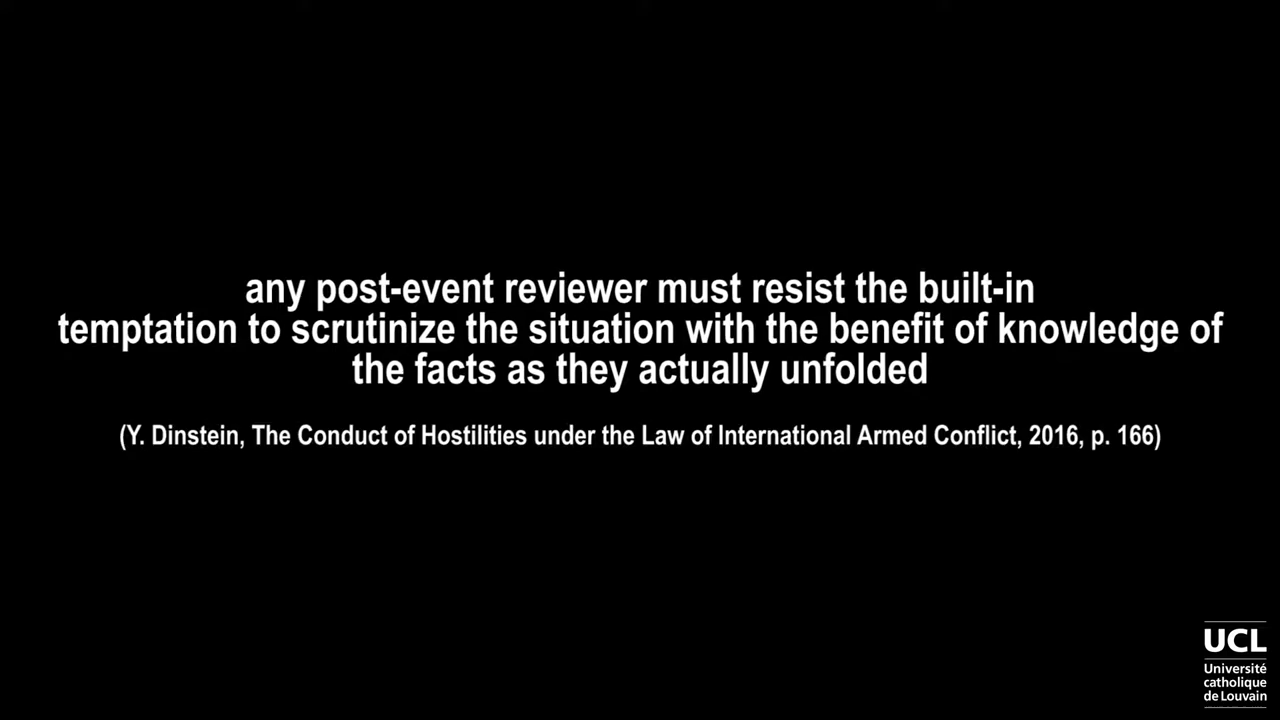 any post-event reviewer must resist the built-in
temptation to scrutinize the situation with the benefit of knowledge of
the facts as they actually unfolded
(Y. Dinstein, The Conduct of Hostilities under the Law of International Armed Conflict, 2016, p. 166)
UCL
Université
catholique
de Louvain